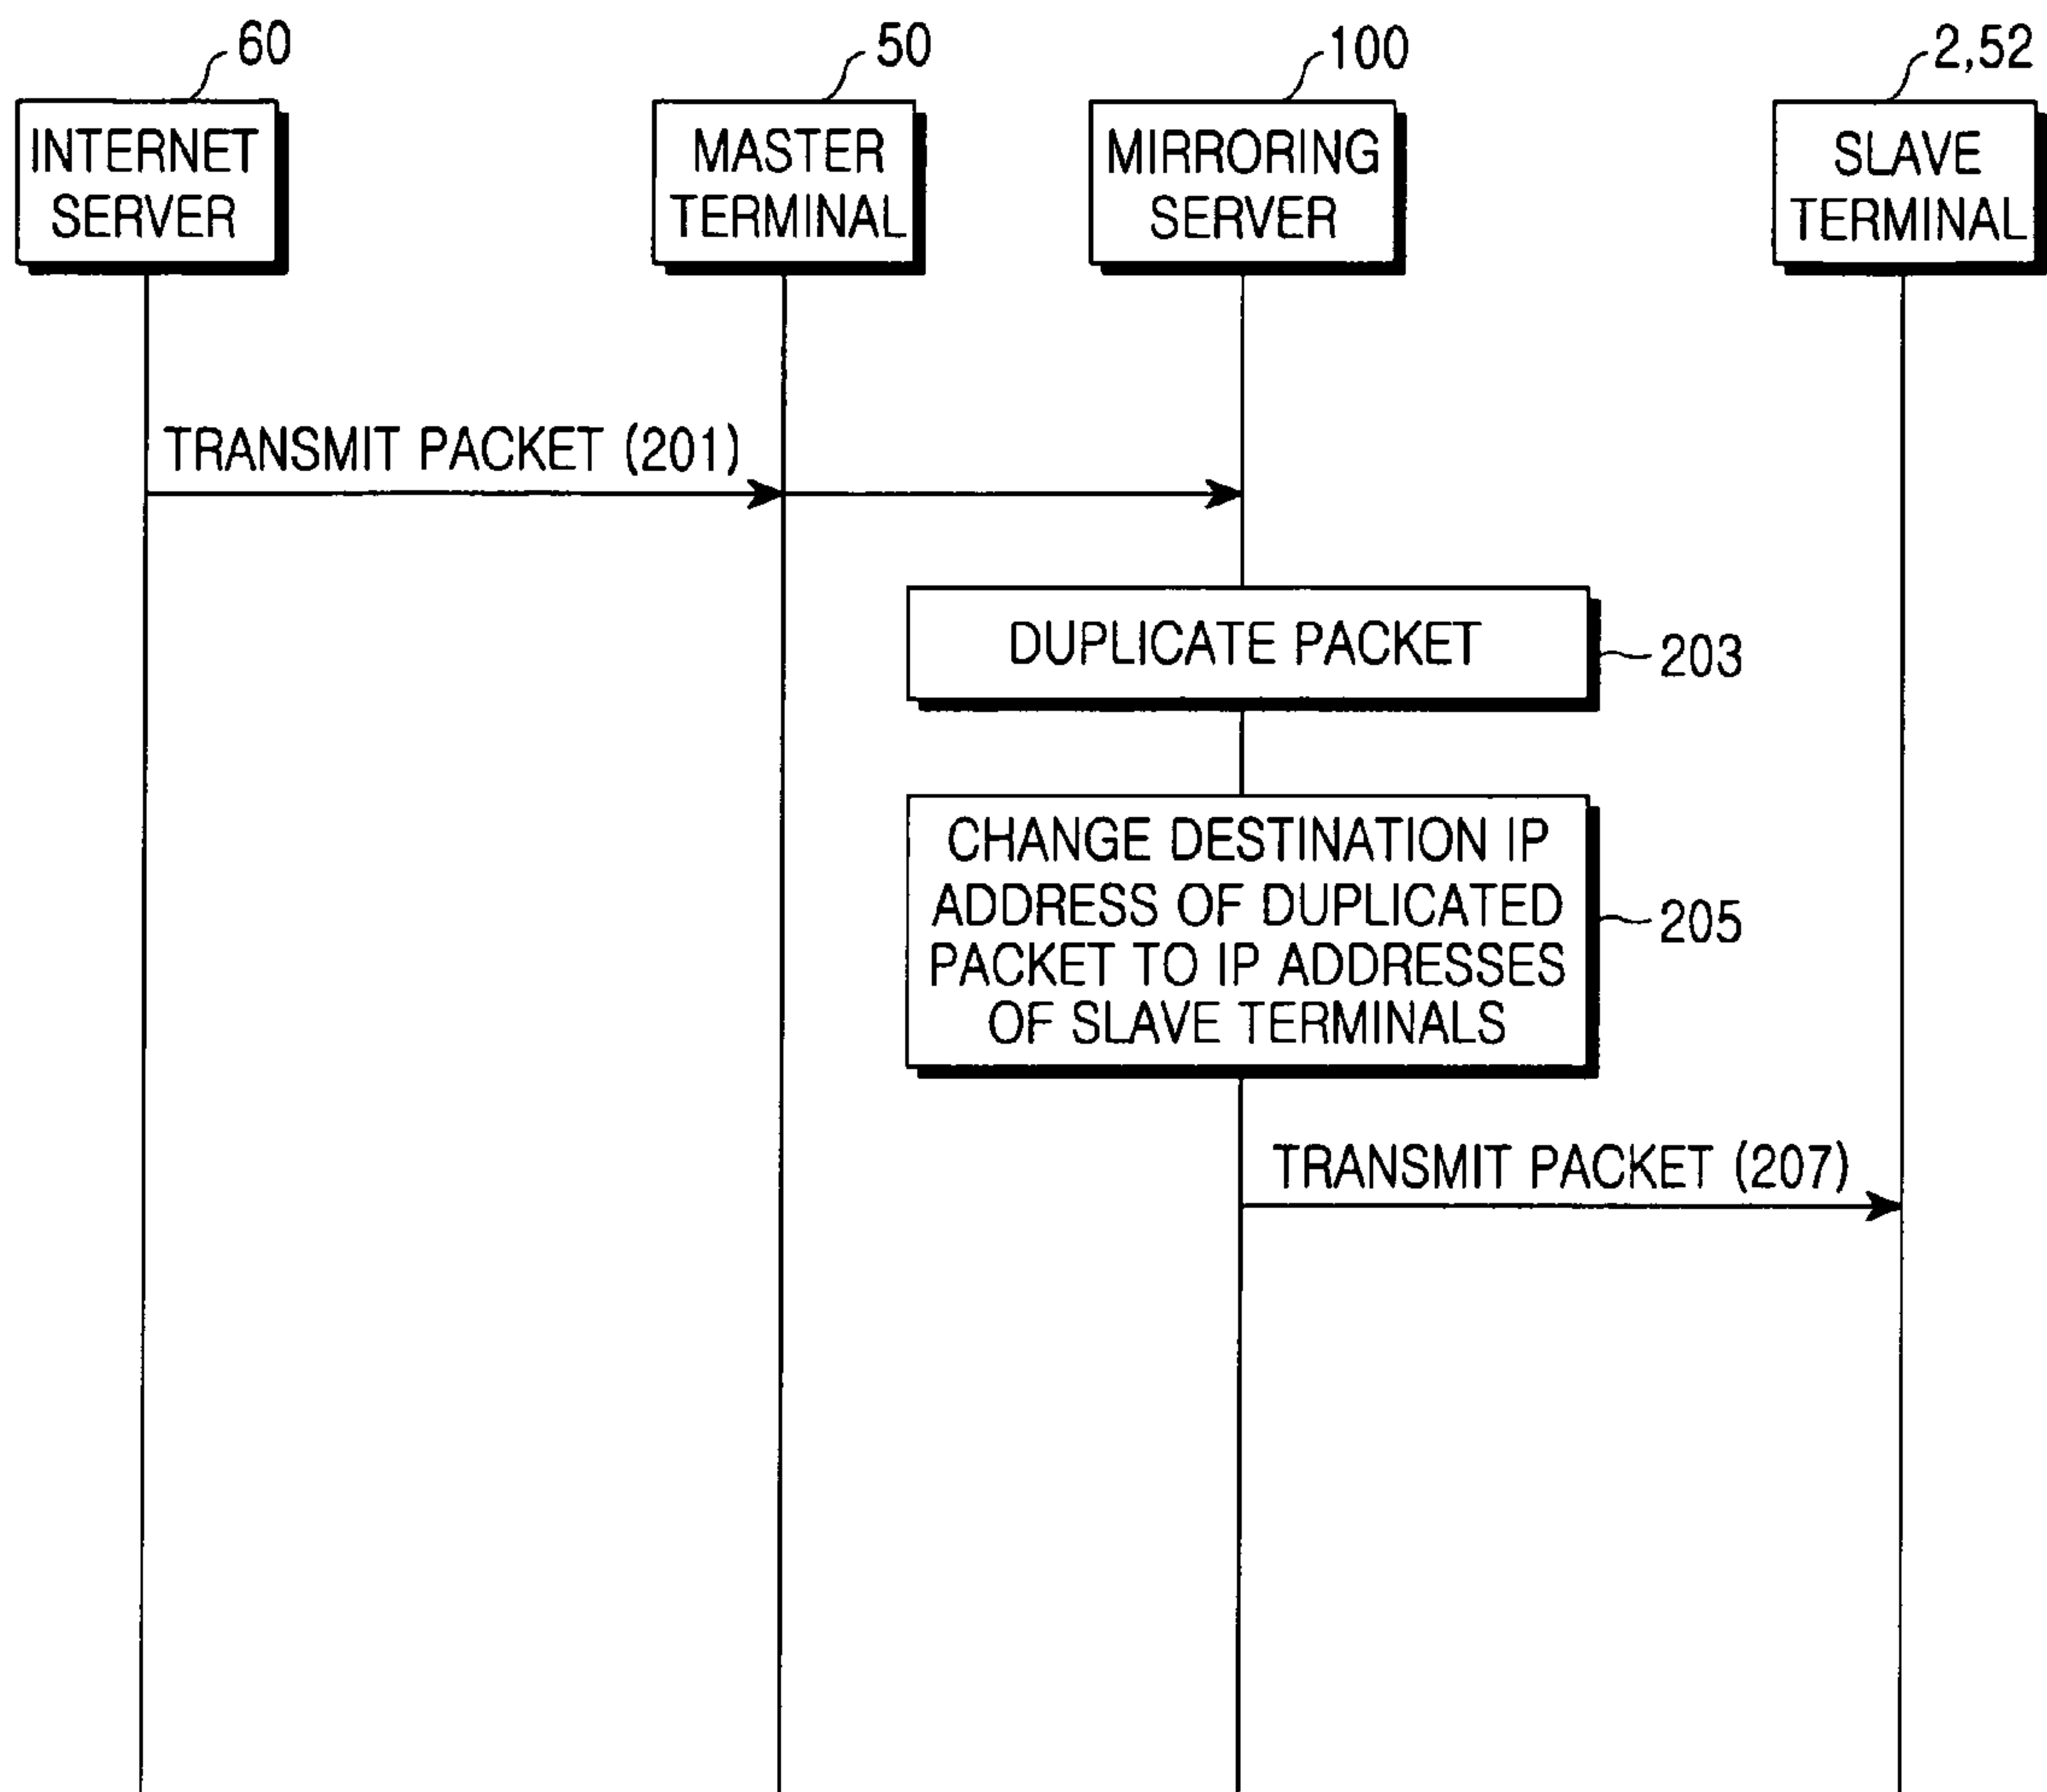 60
50
100
2,52
INTERNET
SERVER
MASTER
TERMINAL
MIRRORING
SERVER
SLAVE
TERMINAL
TRANSMIT PACKET (201)
DUPLICATE PACKET
203
CHANGE DESTINATION IP
ADDRESS OF DUPLICATED
PACKET TO IP ADDRESSES
OF SLAVE TERMINALS
205
TRANSMIT PACKET (207)